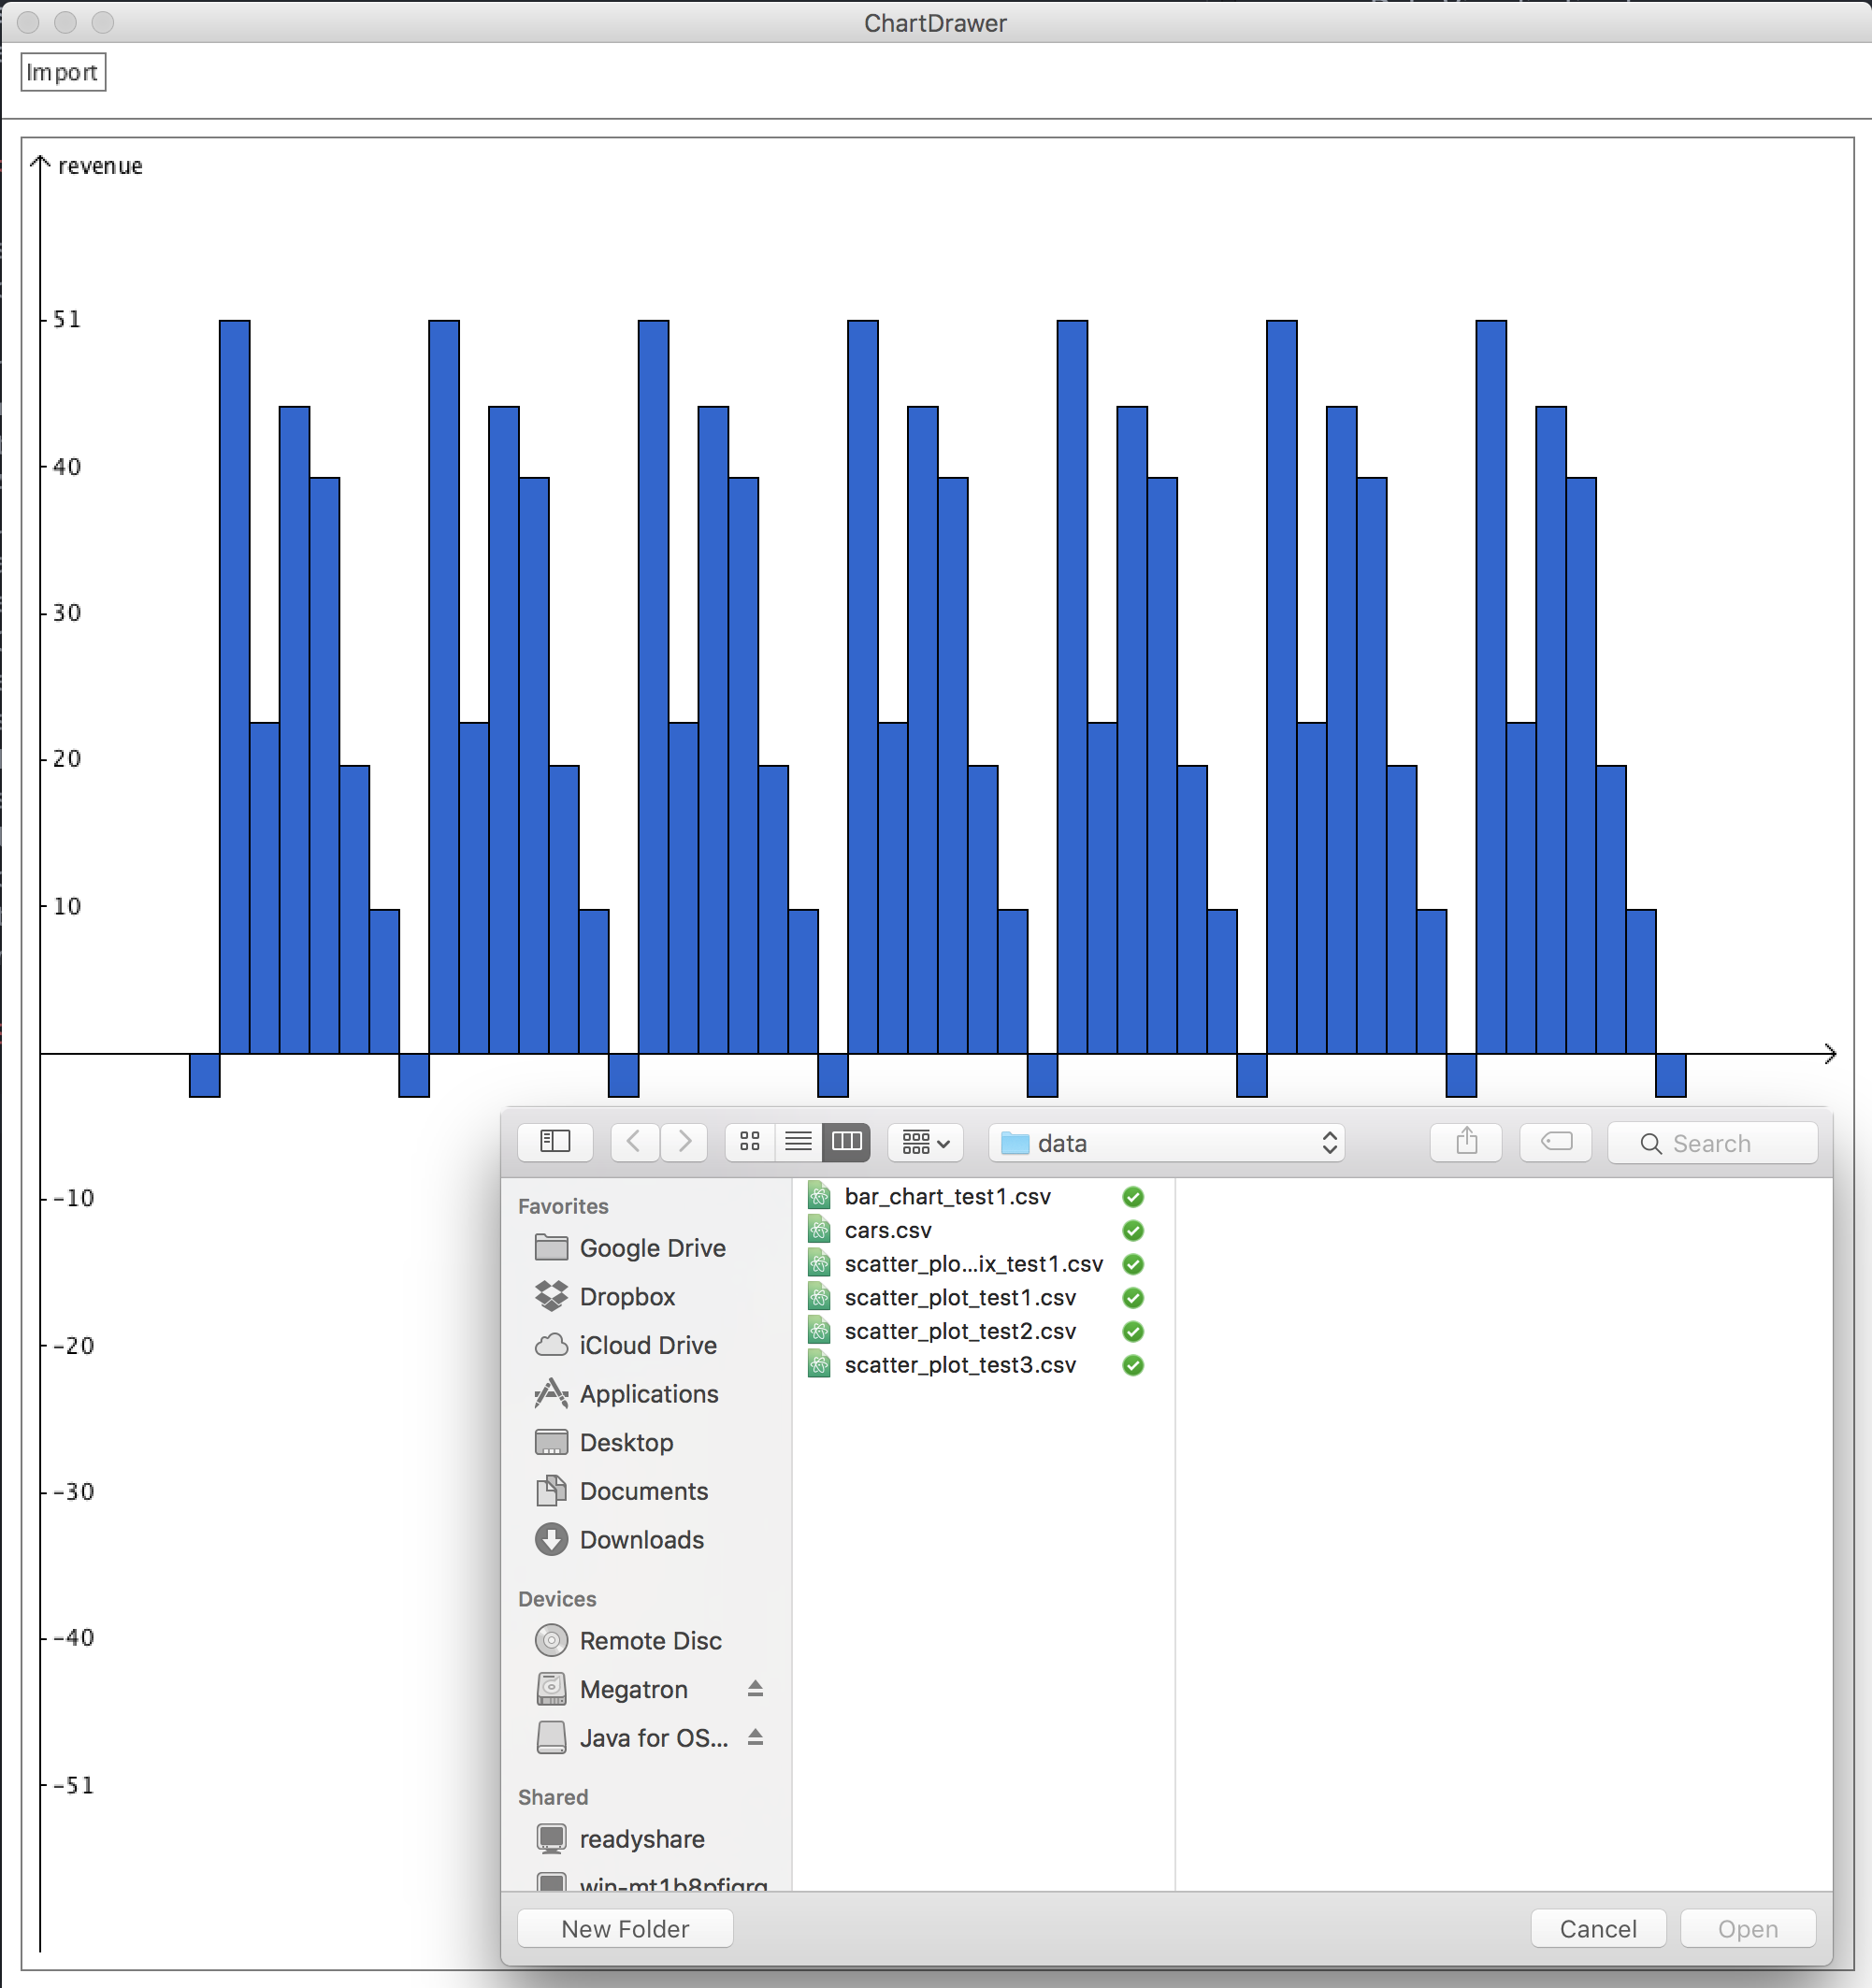 ChartDrawer
Import
revenue
51
40
30
20
10
-10
-20
-30
-40
-51
data
Search
Favorites
Google Drive
Dropbox
iCloud Drive
Applications
Desktop
Documents
Downloads
Devices
Remote Disc
Megatron
Java for OS...
Shared
readyshare
bar_chart_test1.csv
cars.csv
scatter_plo...ix_test1.csv
scatter_plot_test1.csv
scatter_plot_test2.csv
scatter_plot_test3.csv
New Folder
Cancel
Open